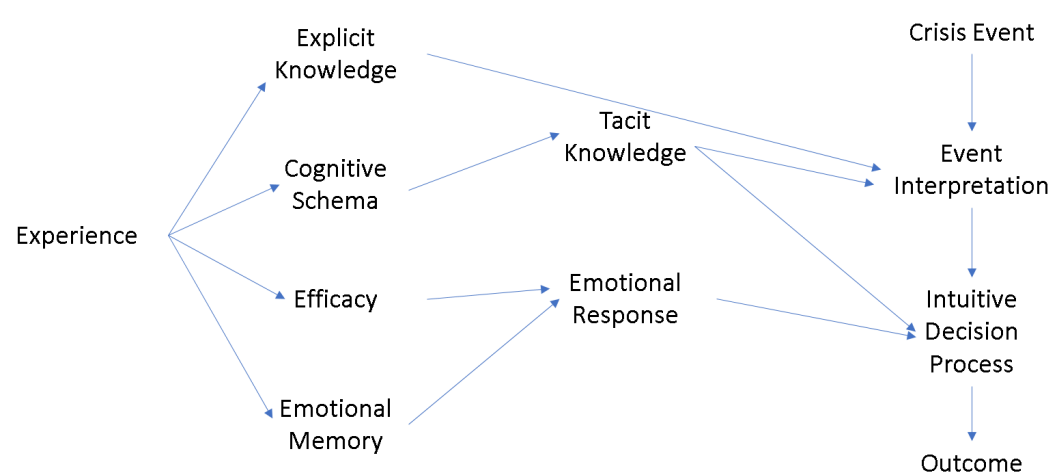 Explicit
Knowledge
Crisis Event
Tacit
Knowledge
Event
Interpretation
Cognitive
Schema
Experience
Efficacy
Emotional
Response
Intuitive
Decision
Process
Emotional
Memory
Outcome